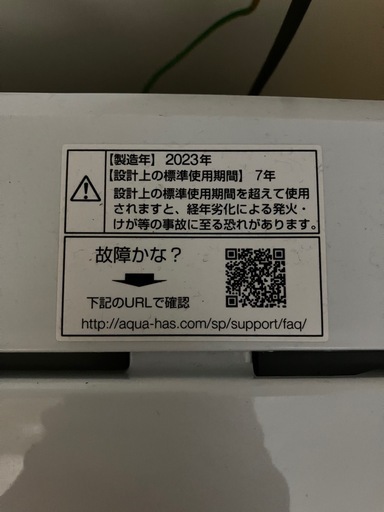 【製造年】 2023年
【設計上の標準使用期間】 7年
設計上の標準使用期間を超えて使用
されますと、経年劣化による発火・
けが等の事故に至る恐れがあります。
故障かな？
下記のURLで確認
http://aqua-has.com/sp/support/faq/